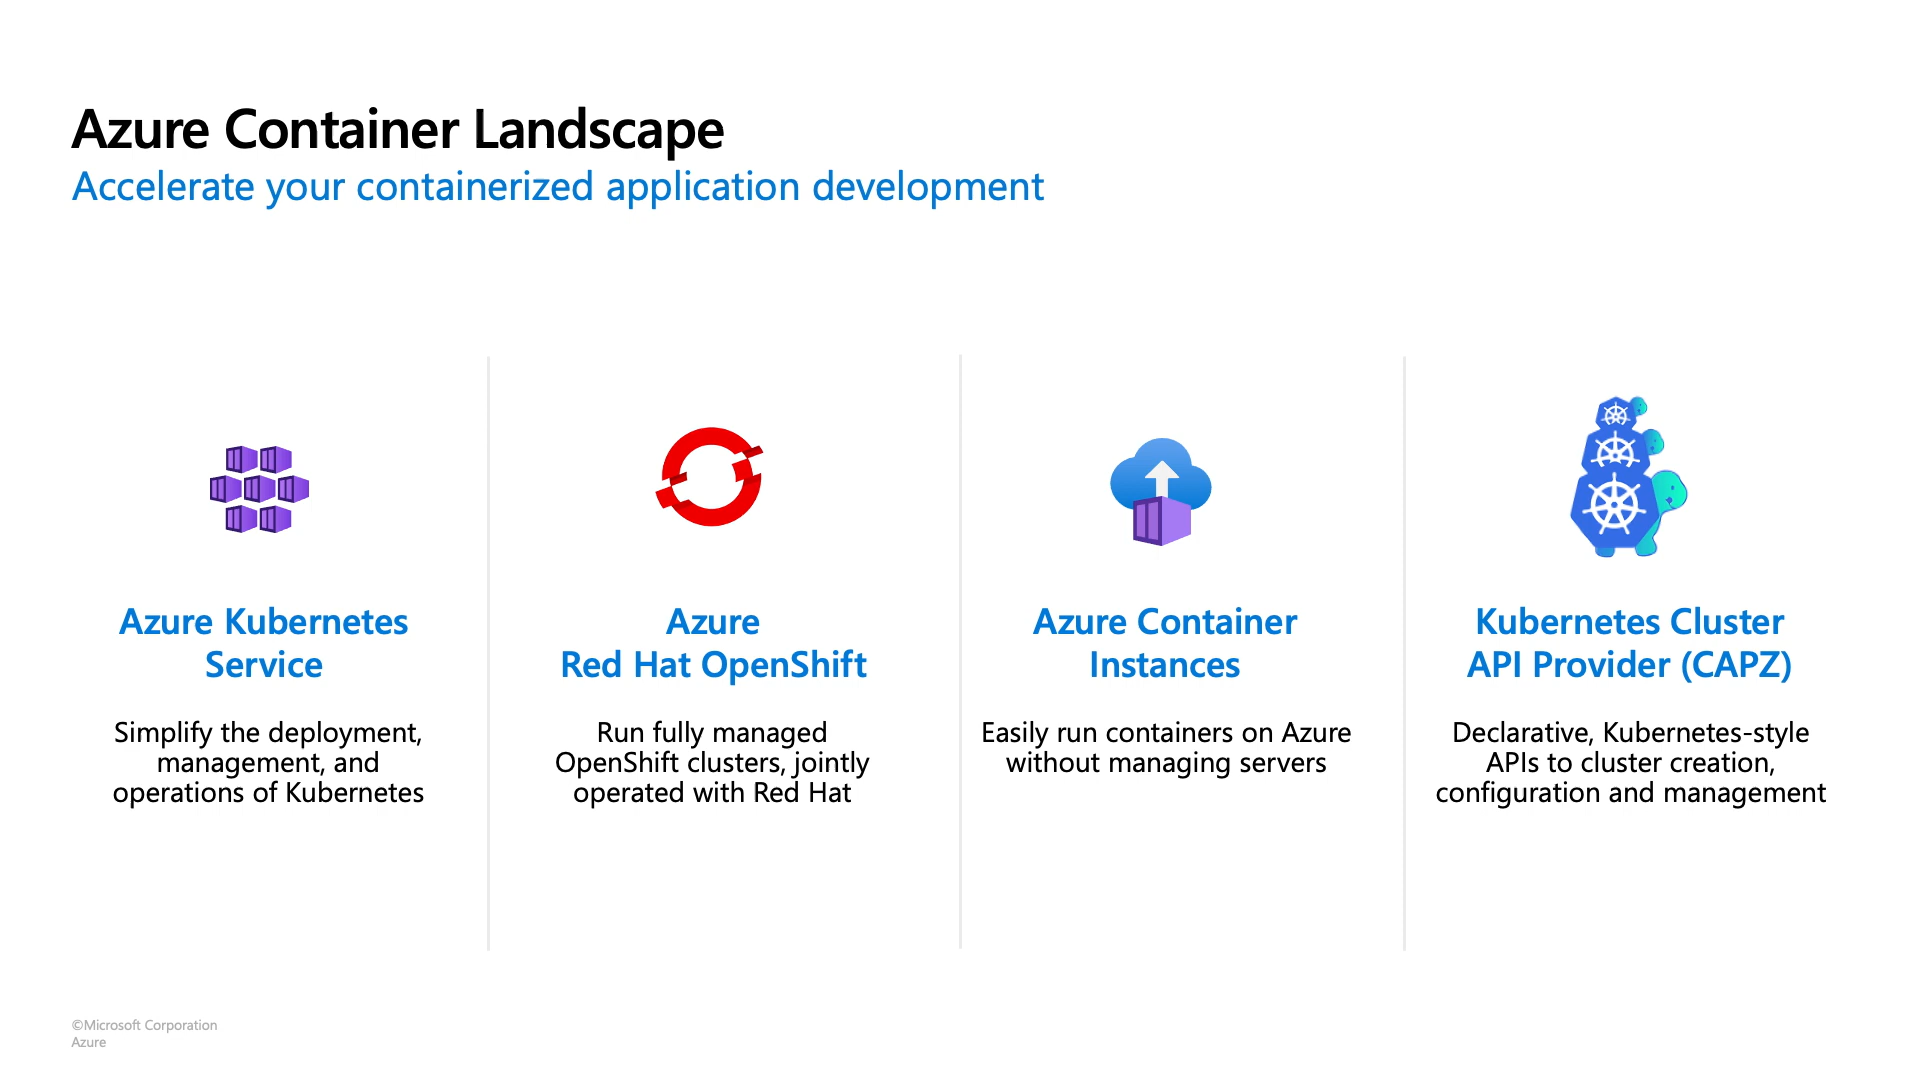 Azure Container Landscape
Accelerate your containerized application development
Azure Kubernetes
Service
Simplify the deployment,
management, and
operations of Kubernetes
Azure
Red Hat OpenShift
Run fully managed
OpenShift clusters, jointly
operated with Red Hat
Azure Container
Instances
Easily run containers on Azure
without managing servers
Kubernetes Cluster
API Provider (CAPZ)
Declarative, Kubernetes-style
APIs to cluster creation,
configuration and management
©Microsoft Corporation
Azure